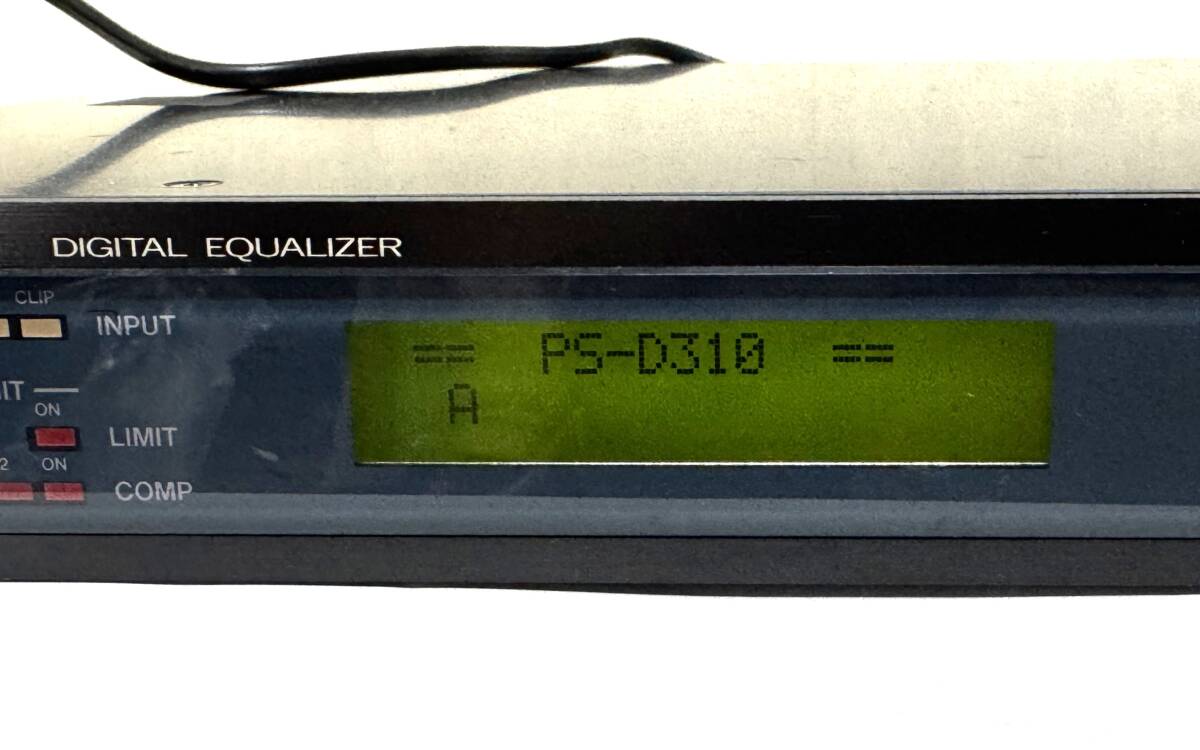 DIGITAL EQUALIZER
CLIP
INPUT
== PS-D310 ==
A
IT
ON
LIMIT
2 ON
COMP